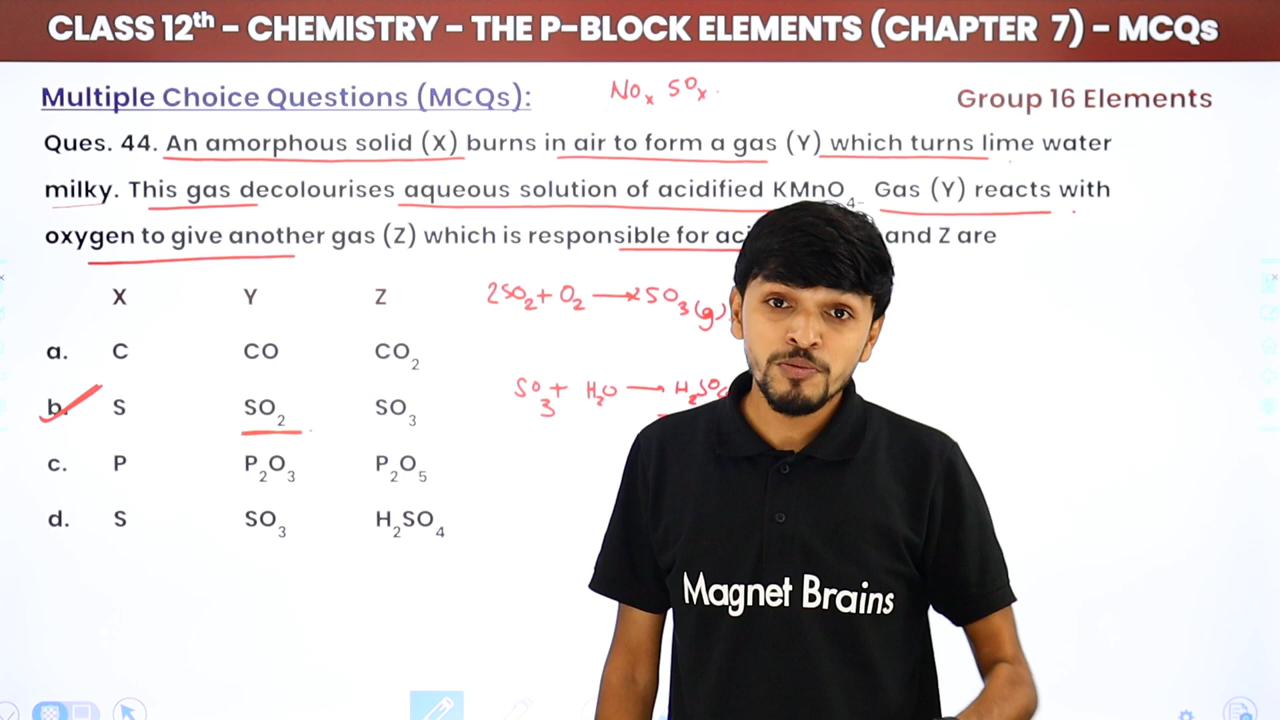 CLASS 12th – CHEMISTRY – THE P-BLOCK ELEMENTS (CHAPTER 7) – MCQs
NOx SOx.
Multiple Choice Questions (MCQs):
Group 16 Elements
Ques. 44. An amorphous solid (X) burns in air to form a gas (Y) which turns lime water
milky. This gas decolourises aqueous solution of acidified KMnO4- Gas (Y) reacts with
oxygen to give another gas (Z) which is responsible for and Z are
X Y Z
2SO2 + O2 → 2SO3(g)
a. C CO CO2
b. S SO2 SO3
SO3 + H2O →
c. P P2O3 P2O5
d. S SO3 H2SO4
Magnet Brains